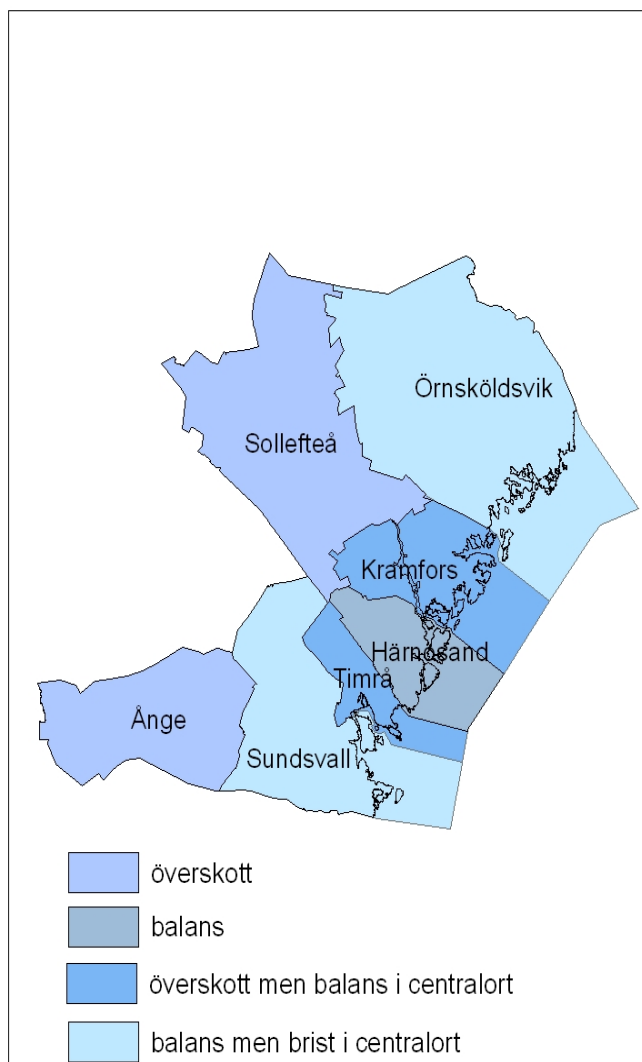 Örnsköldsvik
Sollefteå
Kramfors
Härnösand
Timrå
Ånge
Sundsvall
överskott
balans
överskott men balans i centralort
balans men brist i centralort